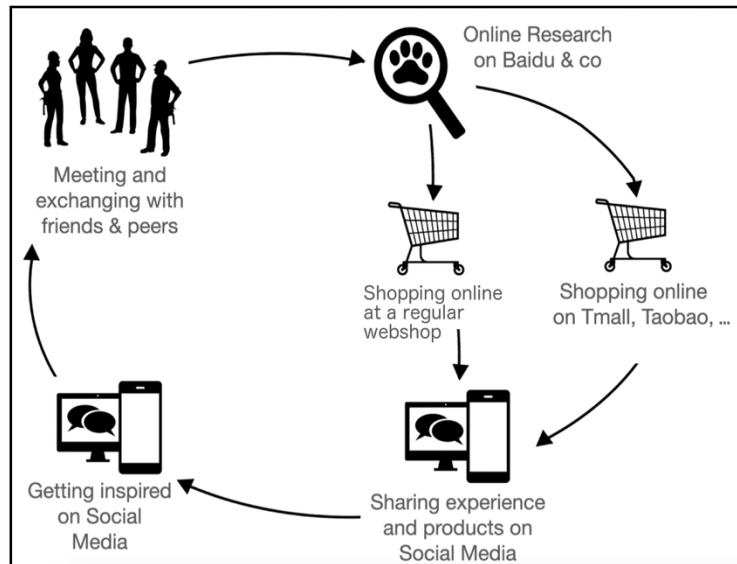 Online Research
on Baidu & co
Meeting and
exchanging with
friends & peers
Shopping online
at a regular
webshop
Shopping online
on Tmall, Taobao, ...
Getting inspired
on Social
Media
Sharing experience
and products on
Social Media